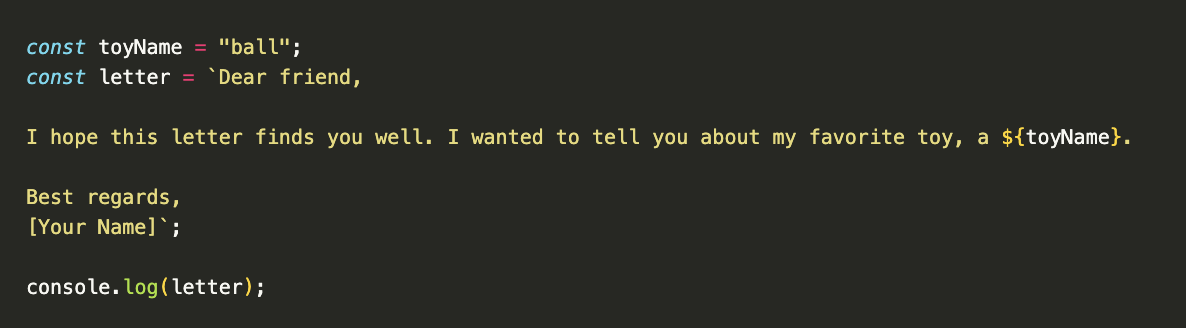 const toyName = "ball";
const letter = `Dear friend,
I hope this letter finds you well. I wanted to tell you about my favorite toy, a ${toyName}.
Best regards,
[Your Name]`;
console.log(letter);